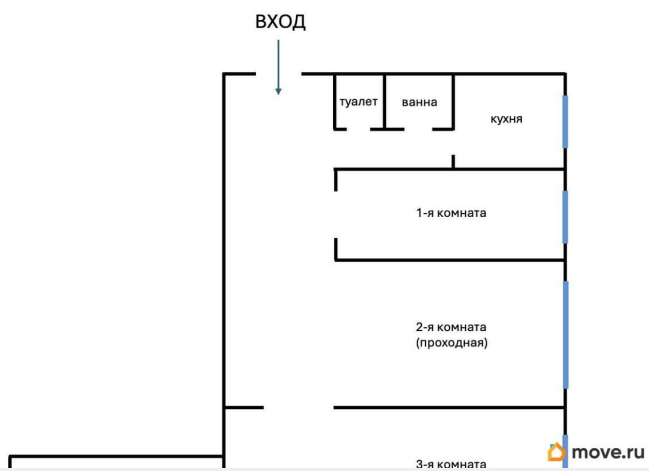 ВХОД
туалет
ванна
кухня
1-я комната
2-я комната
(проходная)
3-я комната
move.ru